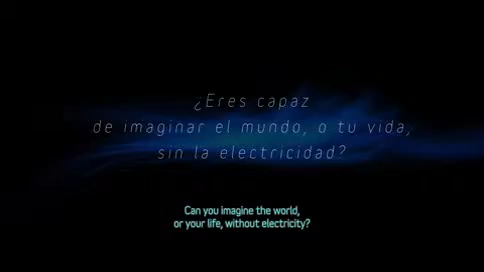 ¿Eres capaz
de imaginar el mundo, o tu vida,
sin la electricidad?
Can you imagine the world,
or your life, without electricity?